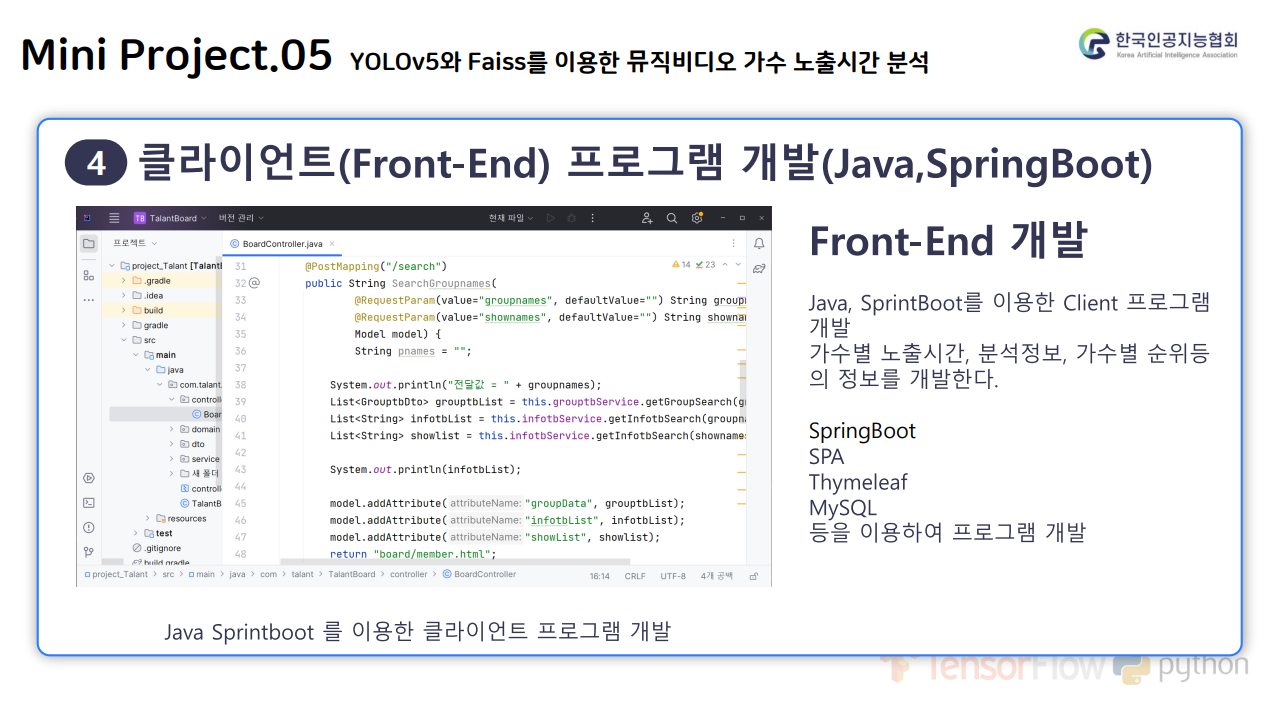 Mini Project.05 YOLOv5와 Faiss를 이용한 뮤직비디오 가수 노출시간 분석
한국인공지능협회
Korea Artificial Intelligence Association
4 클라이언트(Front-End) 프로그램 개발(Java,SpringBoot)
TB TalantBoard 버전 관리 현재 파일
프로젝트
project_Talant [Talant
.gradle
.idea
build
gradle
src
main
java
com.talant.
controll
Boar
domain
dto
service
새 폴더
controll
TalantB
resources
test
.gitignore
build.gradle
BoardController.java
14 23
31 @PostMapping("/search")
32 public String SearchGroupnames(
33 @RequestParam(value="groupnames", defaultValue="") String group
34 @RequestParam(value="shownames", defaultValue="") String showna
35 Model model) {
36 String pnames = "";
37
38 System.out.println("전달값 = " + groupnames);
39 List<GrouptbDto> grouptbList = this.grouptbService.getGroupSearch(g
40 List<String> infotbList = this.infotbService.getInfotbSearch(groupn
41 List<String> showlist = this.infotbService.getInfotbSearch(shownames
42
43 System.out.println(infotbList);
44
45 model.addAttribute( attributeName: "groupData", grouptbList);
46 model.addAttribute( attributeName: "infotbList", infotbList);
47 model.addAttribute( attributeName: "showList", showlist);
48 return "board/member.html";
project_Talant > src > main > java > com > talant > TalantBoard > controller > BoardController
16:14 CRLF UTF-8 4개 공백
Java Sprintboot 를 이용한 클라이언트 프로그램 개발
Front-End 개발
Java, SprintBoot를 이용한 Client 프로그램
개발
가수별 노출시간, 분석정보, 가수별 순위등
의 정보를 개발한다.
SpringBoot
SPA
Thymeleaf
MySQL
등을 이용하여 프로그램 개발
TensorFlow python